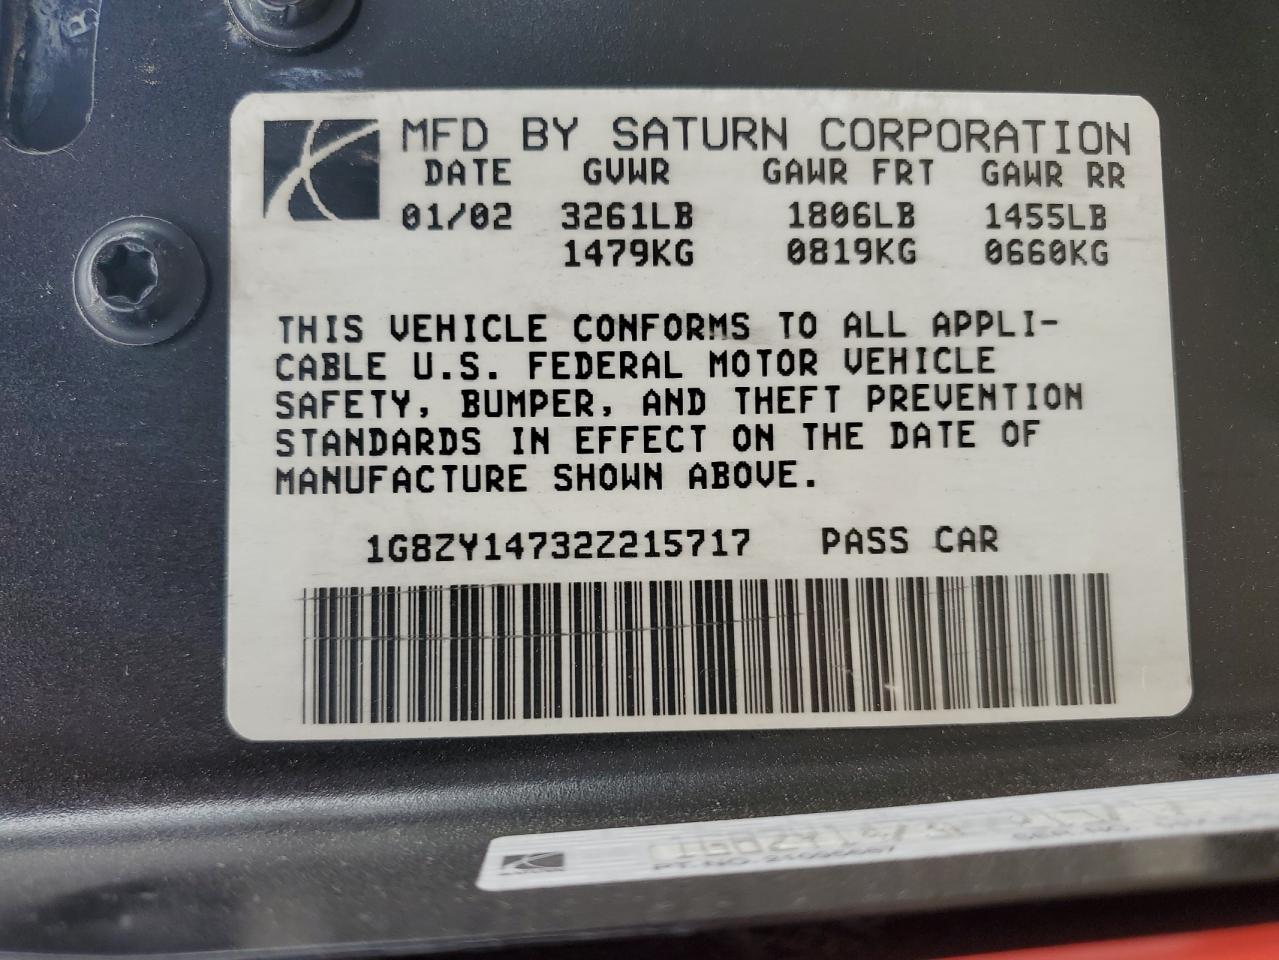 MFD BY SATURN CORPORATION
DATE GVWR GAWR FRT GAWR RR
01/02 3261LB 1806LB 1455LB
1479KG 0819KG 0660KG
THIS VEHICLE CONFORMS TO ALL APPLI-
CABLE U.S. FEDERAL MOTOR VEHICLE
SAFETY, BUMPER, AND THEFT PREVENTION
STANDARDS IN EFFECT ON THE DATE OF
MANUFACTURE SHOWN ABOVE.
1G8ZY14732Z215717 PASS CAR
PT. NO.